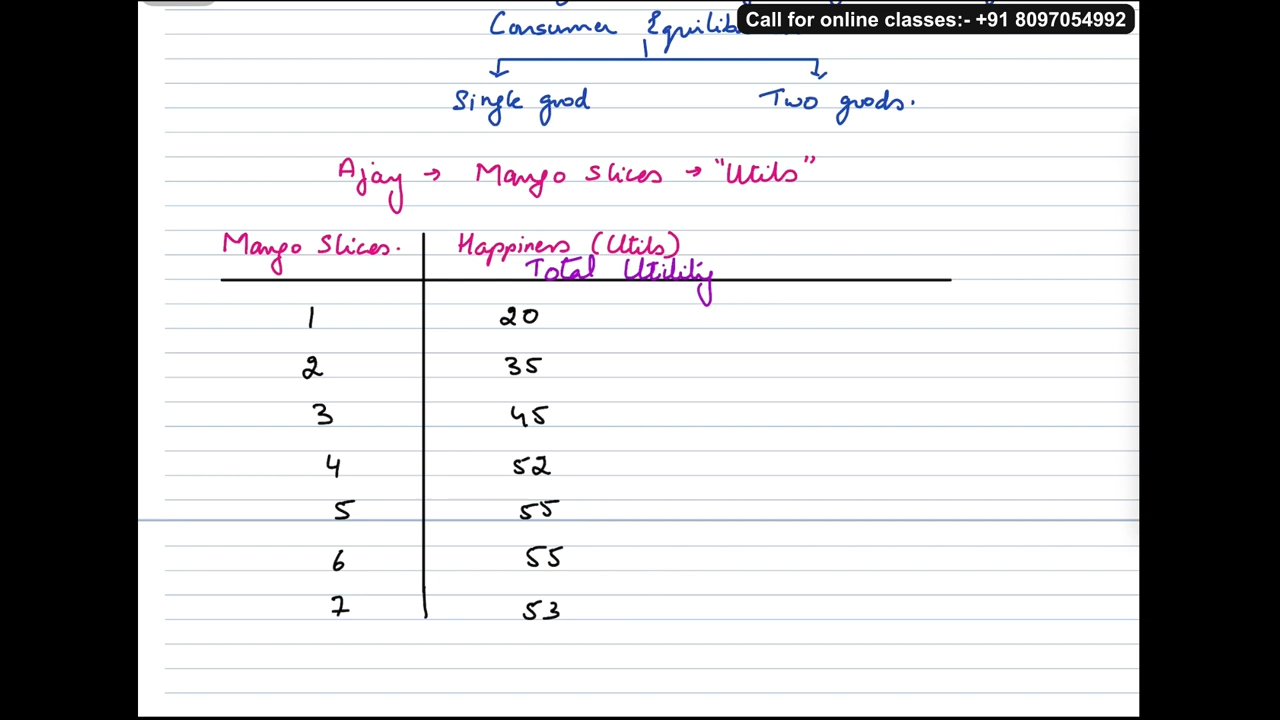 Call for online classes:- +91 8097054992
Consumer
Single good Two goods.
Ajay → Mango Slices → "Utils"
Mango Slices. Happiness (Utils)
Total Utility
1 20
2 35
3 45
4 52
5 55
6 55
7 53